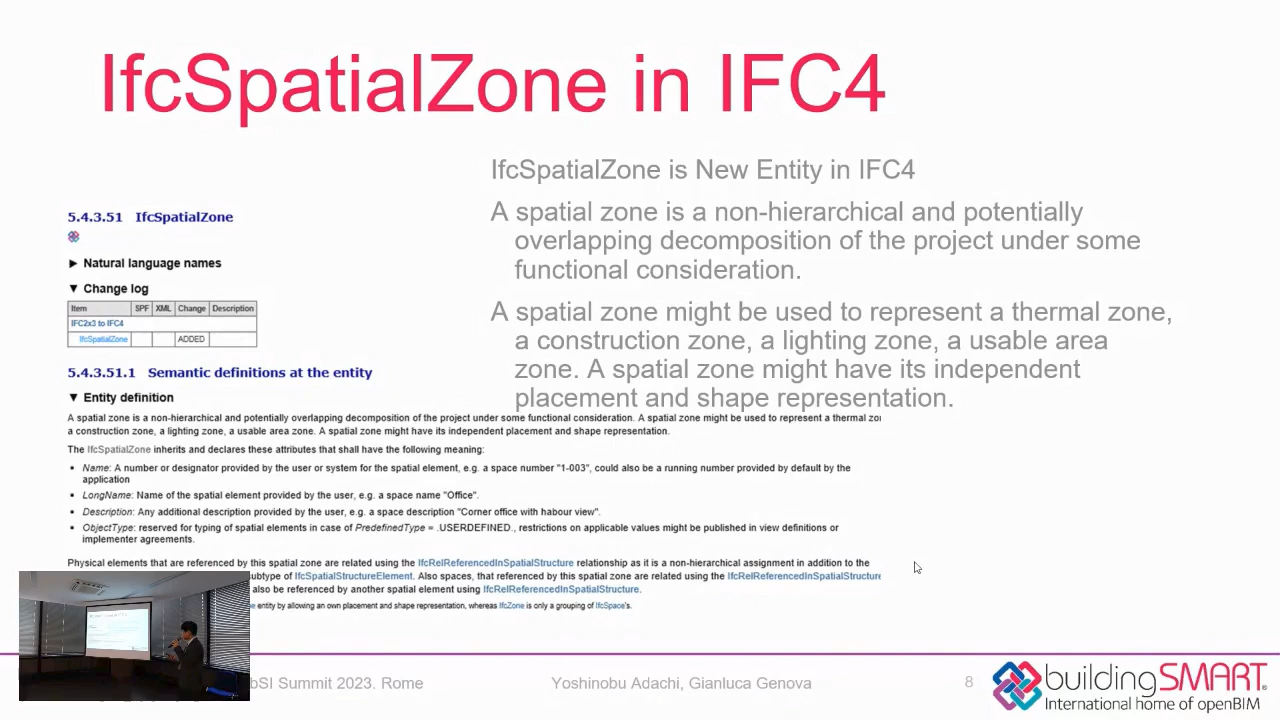 IfcSpatialZone in IFC4
IfcSpatialZone is New Entity in IFC4
A spatial zone is a non-hierarchical and potentially
overlapping decomposition of the project under some
functional consideration.
A spatial zone might be used to represent a thermal zone,
a construction zone, a lighting zone, a usable area
zone. A spatial zone might have its independent
placement and shape representation.
5.4.3.51 IfcSpatialZone
► Natural language names
▼ Change log
Item SPF XML Change Description
IFC2x3 to IFC4
IfcSpatialZone ADDED
5.4.3.51.1 Semantic definitions at the entity
▼ Entity definition
A spatial zone is a non-hierarchical and potentially overlapping decomposition of the project under some functional consideration. A spatial zone might be used to represent a thermal zor
a construction zone, a lighting zone, a usable area zone. A spatial zone might have its independent placement and shape representation.
The IfcSpatialZone inherits and declares these attributes that shall have the following meaning:
• Name: A number or designator provided by the user or system for the spatial element, e.g. a space number "1-003", could also be a running number provided by default by the
application
• LongName: Name of the spatial element provided by the user, e.g. a space name "Office".
• Description: Any additional description provided by the user, e.g. a space description "Corner office with habour view".
• ObjectType: reserved for typing of spatial elements in case of PredefinedType = .USERDEFINED., restrictions on applicable values might be published in view definitions or
implementer agreements.
Physical elements that are referenced by this spatial zone are related using the IfcRelReferencedInSpatialStructure relationship as it is a non-hierarchical assignment in addition to the
ubtype of IfcSpatialStructureElement. Also spaces, that referenced by this spatial zone are related using the IfcRelReferencedInSpatialStructure
also be referenced by another spatial element using IfcRelReferencedInSpatialStructure.
e entity by allowing an own placement and shape representation, whereas IfcZone is only a grouping of IfcSpace's.
bSI Summit 2023. Rome
Yoshinobu Adachi, Gianluca Genova
8
buildingSMART
International home of openBIM